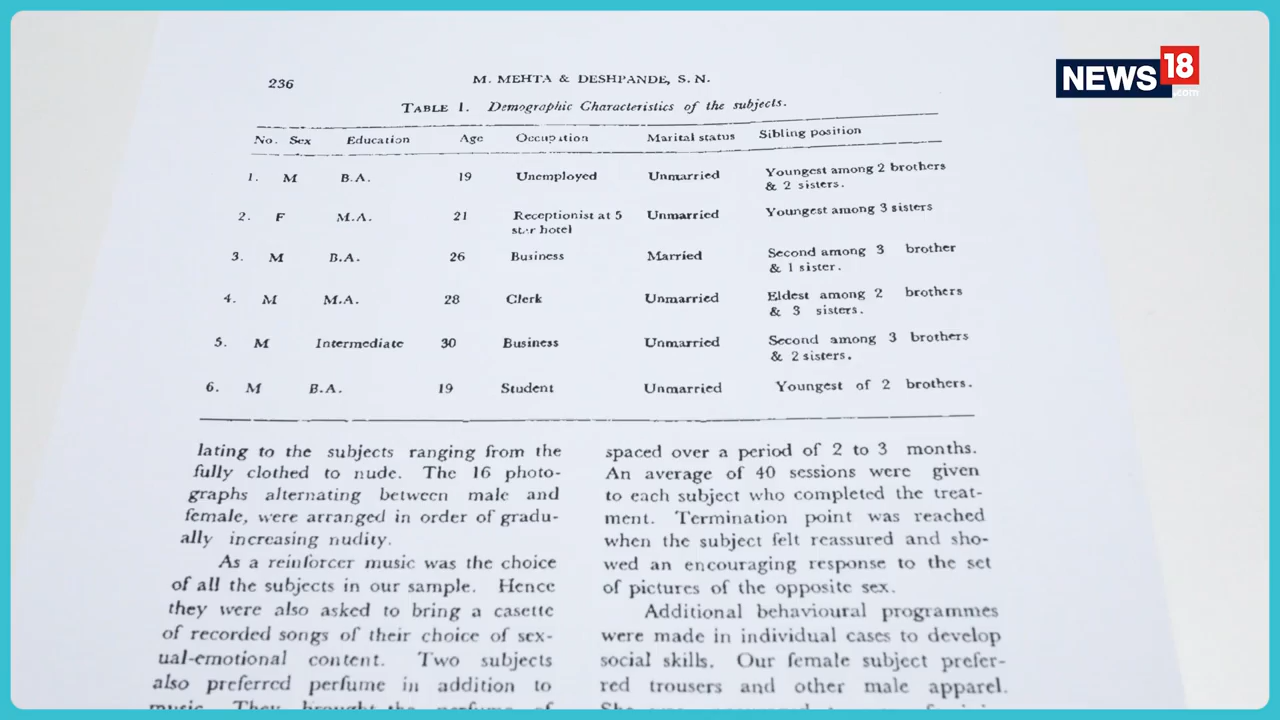 NEWS 18 .com
236
M. MEHTA & DESHPANDE, S. N.
TABLE 1. Demographic Characteristics of the subjects.
No. Sex Education Age Occupation Marital status Sibling position
1. M B.A. 19 Unemployed Unmarried Youngest among 2 brothers
& 2 sisters.
2. F M.A. 21 Receptionist at 5 Unmarried Youngest among 3 sisters
star hotel
3. M B.A. 26 Business Married Second among 3 brother
& 1 sister.
4. M M.A. 28 Clerk Unmarried Eldest among 2 brothers
& 3 sisters.
5. M Intermediate 30 Business Unmarried Second among 3 brothers
& 2 sisters.
6. M B.A. 19 Student Unmarried Youngest of 2 brothers.
lating to the subjects ranging from the
fully clothed to nude. The 16 photo-
graphs alternating between male and
female, were arranged in order of gradu-
ally increasing nudity.
As a reinforcer music was the choice
of all the subjects in our sample. Hence
they were also asked to bring a casette
of recorded songs of their choice of sex-
ual-emotional content. Two subjects
also preferred perfume in addition to
music. They brought the perfume of
spaced over a period of 2 to 3 months.
An average of 40 sessions were given
to each subject who completed the treat-
ment. Termination point was reached
when the subject felt reassured and sho-
wed an encouraging response to the set
of pictures of the opposite sex.
Additional behavioural programmes
were made in individual cases to develop
social skills. Our female subject prefer-
red trousers and other male apparel.
She was